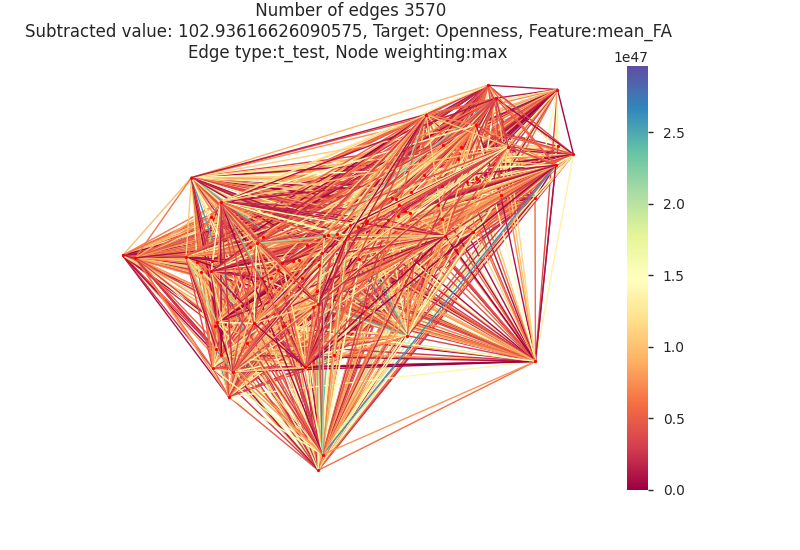 Number of edges 3570
Subtracted value: 102.93616626090575, Target: Openness, Feature:mean_FA
Edge type:t_test, Node weighting:max
1e47
2.5
2.0
1.5
1.0
0.5
0.0